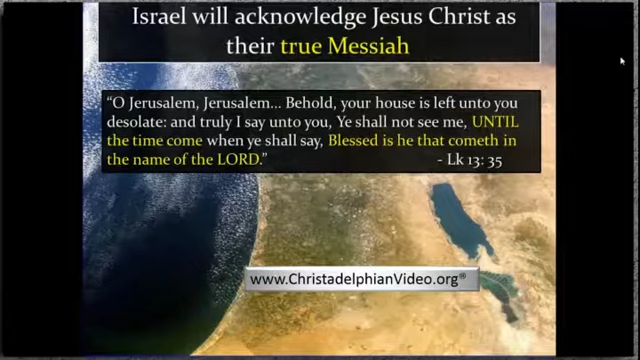 Israel will acknowledge Jesus Christ as
their true Messiah
“O Jerusalem, Jerusalem... Behold, your house is left unto you
desolate: and truly I say unto you, Ye shall not see me, UNTIL
the time come when ye shall say, Blessed is he that cometh in
the name of the LORD.” - Lk 13: 35
www.ChristadelphianVideo.org®